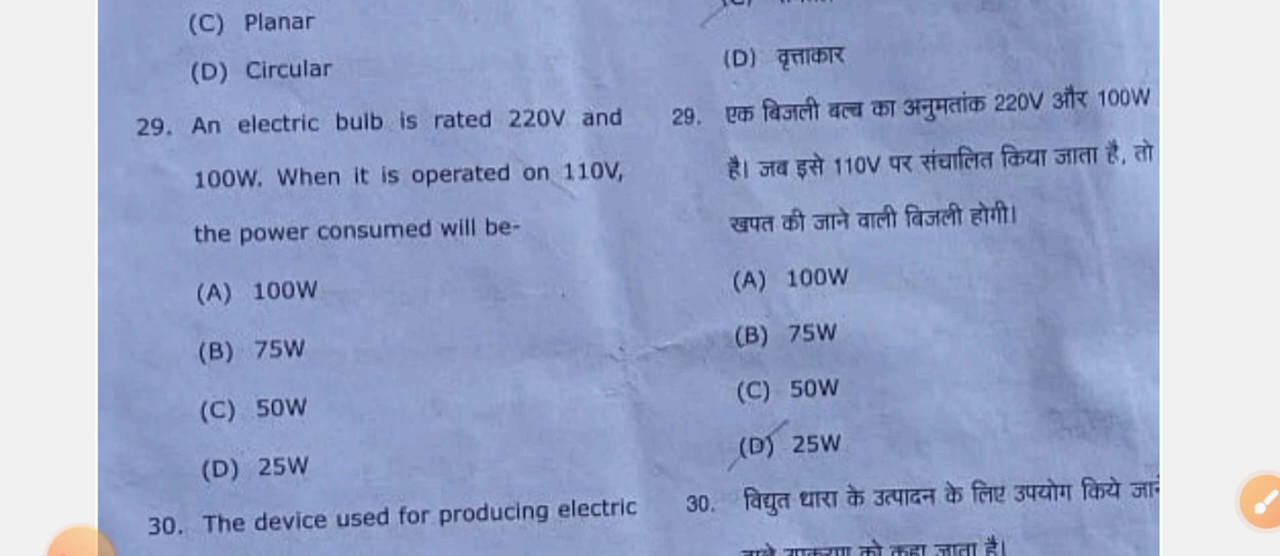 (C) Planar
(D) Circular
29. An electric bulb is rated 220V and
100W. When it is operated on 110V,
the power consumed will be-
(A) 100W
(B) 75W
(C) 50W
(D) 25W
30. The device used for producing electric
(D) वृत्ताकार
29. एक बिजली बल्ब का अनुमतांक 220V और 100W
है। जब इसे 110V पर संचालित किया जाता है, तो
खपत की जाने वाली बिजली होगी।
(A) 100W
(B) 75W
(C) 50W
(D) 25W
30. विद्युत धारा के उत्पादन के लिए उपयोग किये
को कहा जाता है।